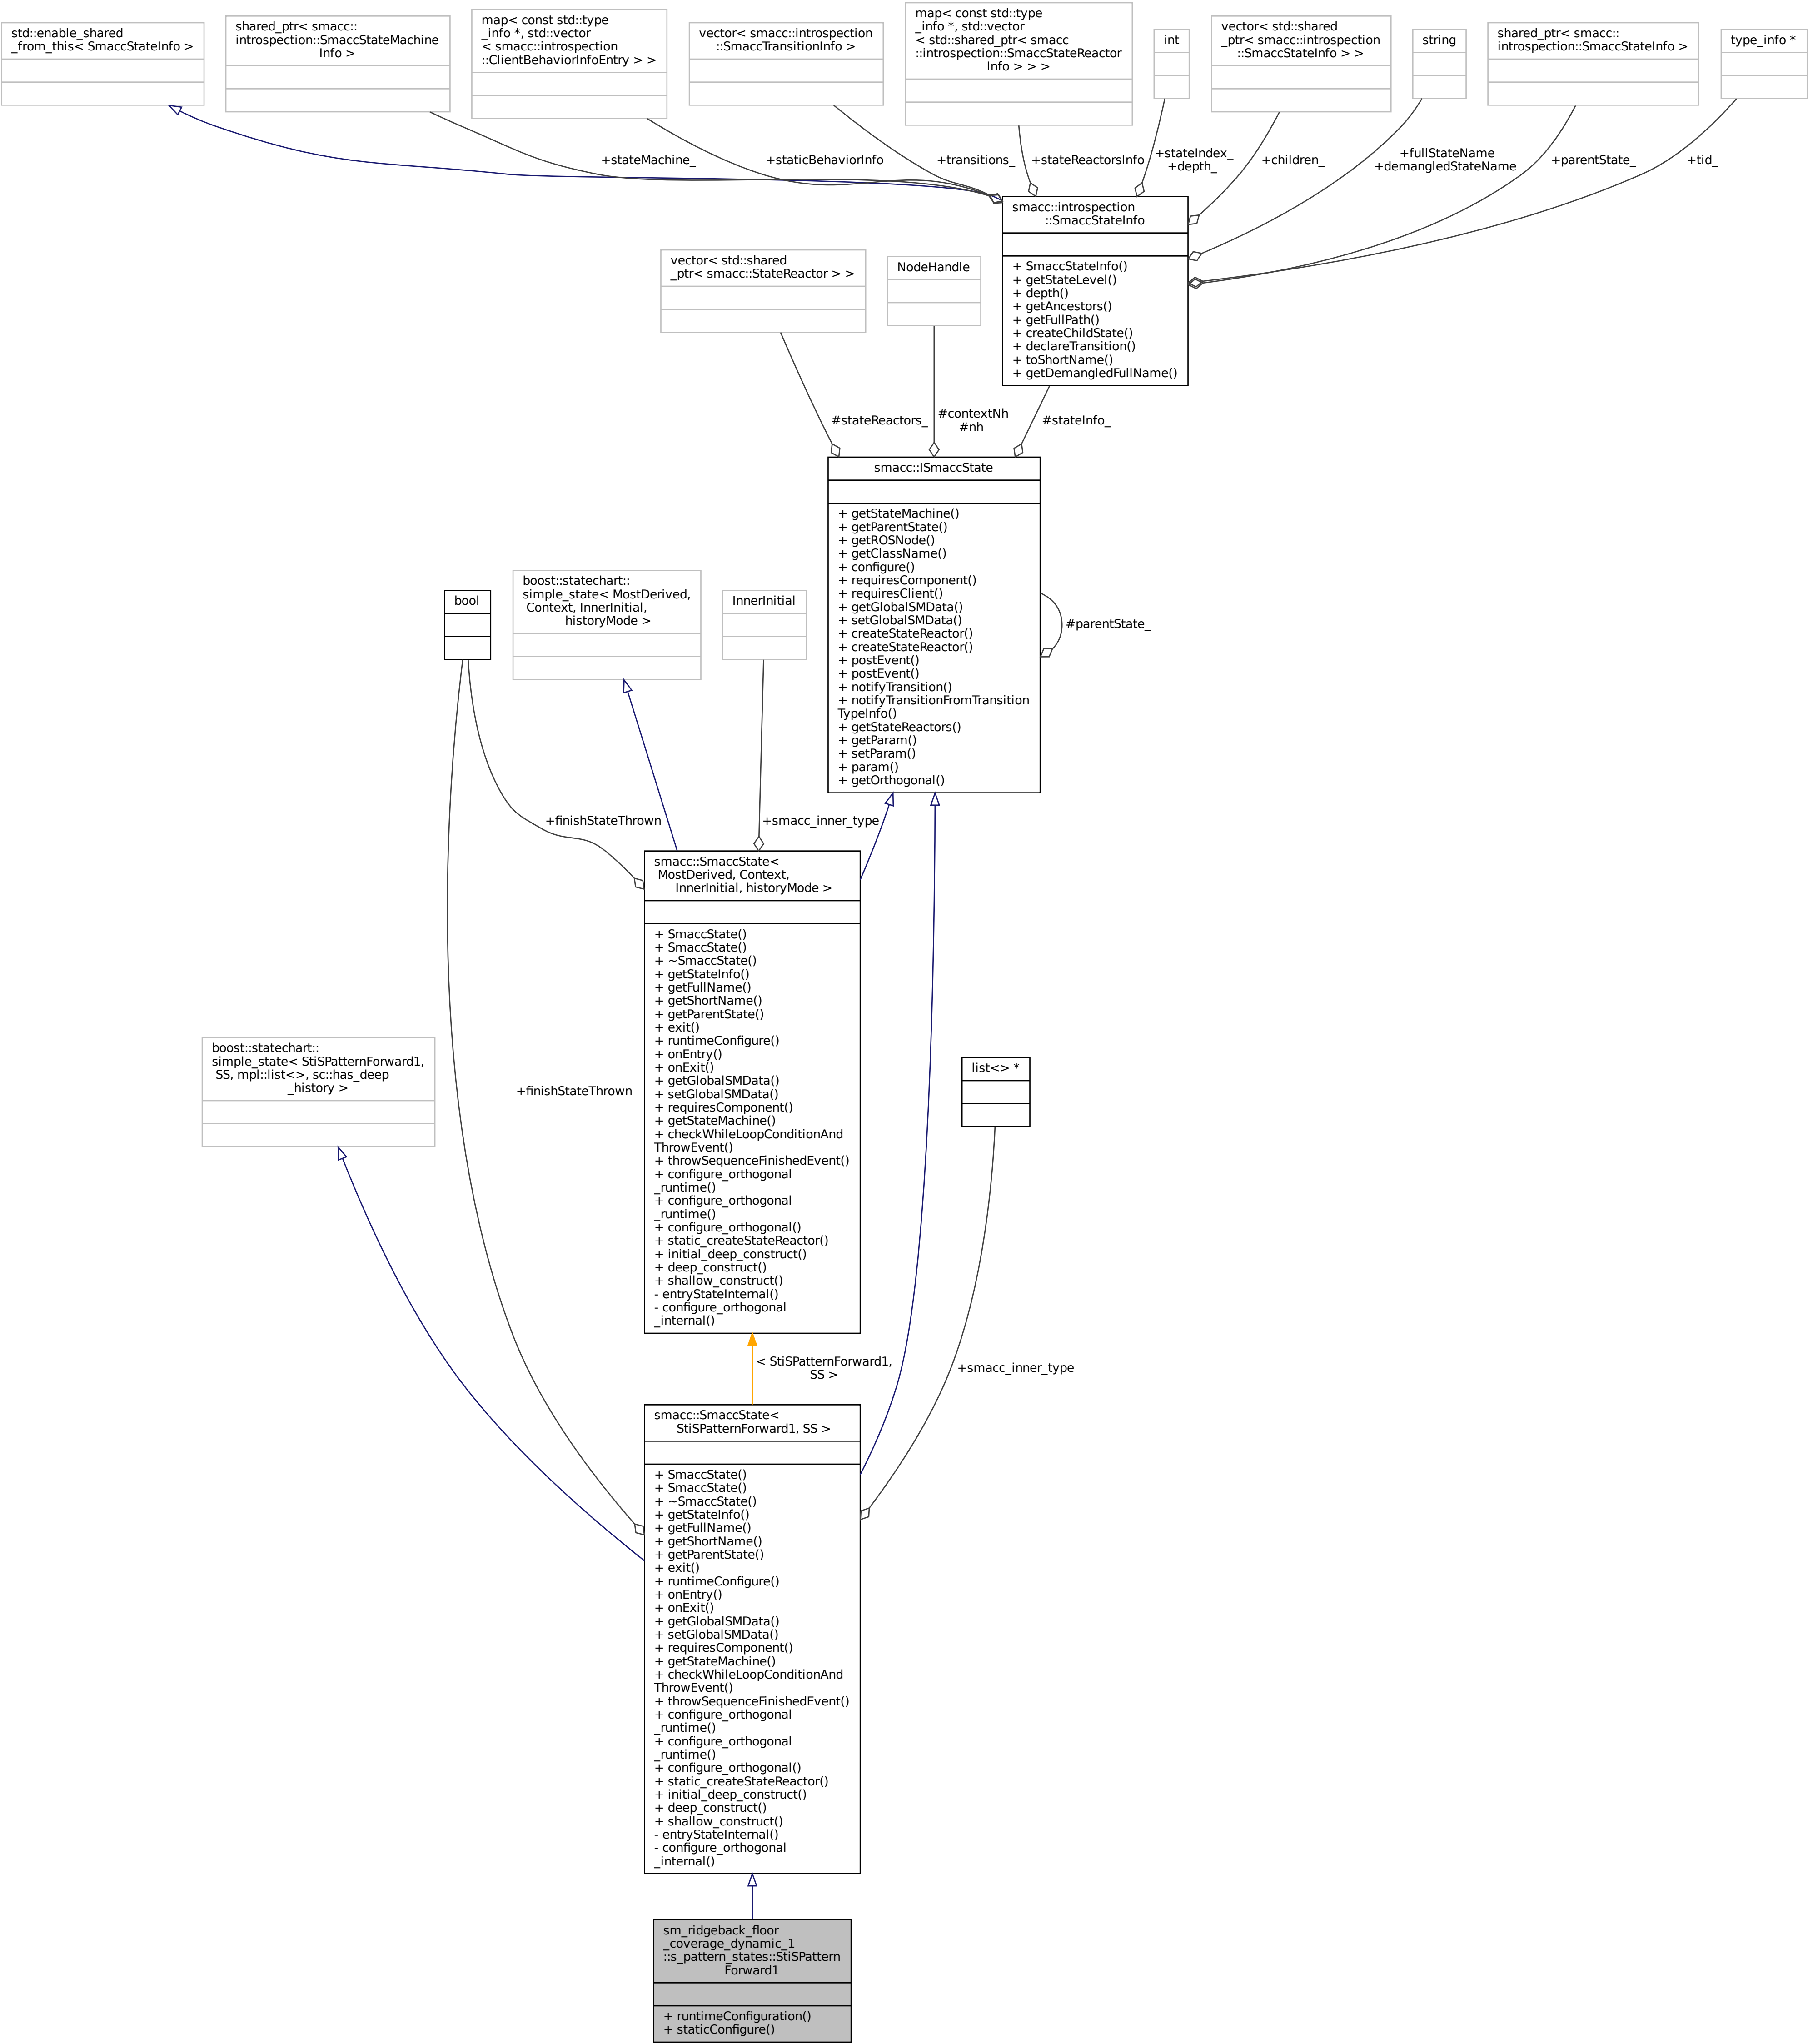 std::enable_shared
_from_this< SmaccStateInfo >
shared_ptr< smacc::
introspection::SmaccStateMachine
Info >
map< const std::type
_info *, std::vector
< smacc::introspection
::ClientBehaviorInfoEntry > >
vector< smacc::introspection
::SmaccTransitionInfo >
map< const std::type
_info *, std::vector
< std::shared_ptr< smacc
::introspection::SmaccStateReactor
Info > > >
int
vector< std::shared
_ptr< smacc::introspection
::SmaccStateInfo > >
string
shared_ptr< smacc::
introspection::SmaccStateInfo >
type_info *
+stateMachine_
+staticBehaviorInfo
+transitions_
+stateReactorsInfo
+stateIndex_
+depth_
+children_
+fullStateName
+demangledStateName
+parentState_
+tid_
smacc::introspection
::SmaccStateInfo
+ SmaccStateInfo()
+ getStateLevel()
+ depth()
+ getAncestors()
+ getFullPath()
+ createChildState()
+ declareTransition()
+ toShortName()
+ getDemangledFullName()
vector< std::shared
_ptr< smacc::StateReactor > >
NodeHandle
#stateReactors_
#contextNh
#nh
#stateInfo_
smacc::ISmaccState
+ getStateMachine()
+ getParentState()
+ getROSNode()
+ getClassName()
+ configure()
+ requiresComponent()
+ requiresClient()
+ getGlobalSMData()
+ setGlobalSMData()
+ createStateReactor()
+ createStateReactor()
+ postEvent()
+ postEvent()
+ notifyTransition()
+ notifyTransitionFromTransition
TypeInfo()
+ getStateReactors()
+ getParam()
+ setParam()
+ param()
+ getOrthogonal()
#parentState_
bool
boost::statechart::
simple_state< MostDerived,
Context, InnerInitial,
historyMode >
InnerInitial
+finishStateThrown
+smacc_inner_type
smacc::SmaccState<
MostDerived, Context,
InnerInitial, historyMode >
+ SmaccState()
+ SmaccState()
+ ~SmaccState()
+ getStateInfo()
+ getFullName()
+ getShortName()
+ getParentState()
+ exit()
+ runtimeConfigure()
+ onEntry()
+ onExit()
+ getGlobalSMData()
+ setGlobalSMData()
+ requiresComponent()
+ getStateMachine()
+ checkWhileLoopConditionAnd
ThrowEvent()
+ throwSequenceFinishedEvent()
+ configure_orthogonal
_runtime()
+ configure_orthogonal
_runtime()
+ configure_orthogonal()
+ static_createStateReactor()
+ initial_deep_construct()
+ deep_construct()
+ shallow_construct()
- entryStateInternal()
- configure_orthogonal
_internal()
boost::statechart::
simple_state< StiSPatternForward1,
SS, mpl::list<>, sc::has_deep
_history >
+finishStateThrown
list<> *
< StiSPatternForward1,
SS >
+smacc_inner_type
smacc::SmaccState<
StiSPatternForward1, SS >
+ SmaccState()
+ SmaccState()
+ ~SmaccState()
+ getStateInfo()
+ getFullName()
+ getShortName()
+ getParentState()
+ exit()
+ runtimeConfigure()
+ onEntry()
+ onExit()
+ getGlobalSMData()
+ setGlobalSMData()
+ requiresComponent()
+ getStateMachine()
+ checkWhileLoopConditionAnd
ThrowEvent()
+ throwSequenceFinishedEvent()
+ configure_orthogonal
_runtime()
+ configure_orthogonal
_runtime()
+ configure_orthogonal()
+ static_createStateReactor()
+ initial_deep_construct()
+ deep_construct()
+ shallow_construct()
- entryStateInternal()
- configure_orthogonal
_internal()
sm_ridgeback_floor
_coverage_dynamic_1
::s_pattern_states::StiSPattern
Forward1
+ runtimeConfiguration()
+ staticConfigure()